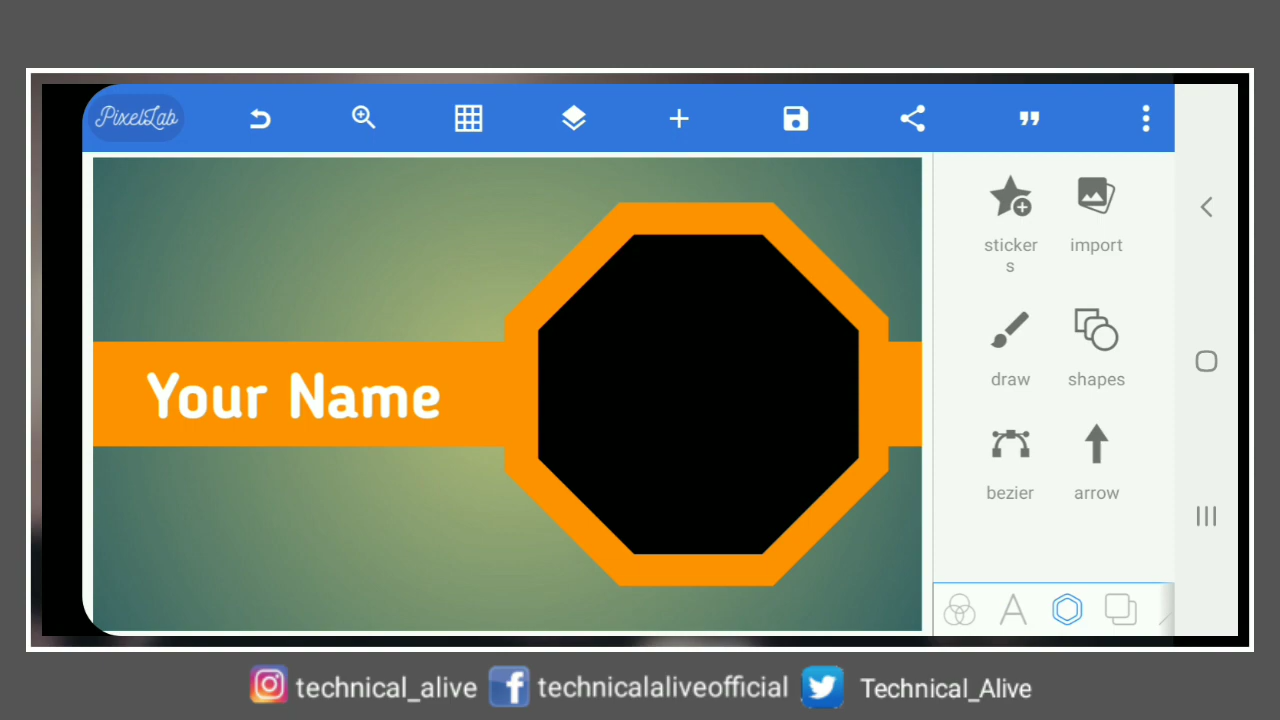 PixelLab
sticker
s
import
Your Name
draw
shapes
bezier
arrow
technical_alive
technicalaliveofficial
Technical_Alive